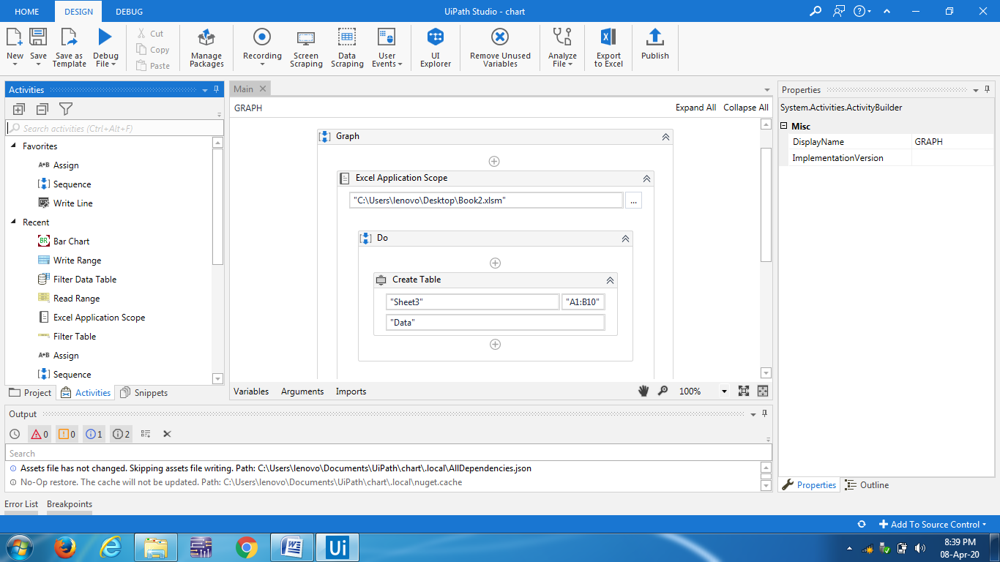 HOME DESIGN DEBUG UiPath Studio - chart
New Save Save as Template Debug File Cut Copy Paste Manage Packages Recording Screen Scraping Data Scraping User Events UI Explorer Remove Unused Variables Analyze File Export to Excel Publish
Activities
Search activities (Ctrl+Alt+F)
Favorites
A+B Assign
Sequence
Write Line
Recent
BR Bar Chart
Write Range
Filter Data Table
Read Range
Excel Application Scope
Filter Table
A+B Assign
Sequence
Project Activities Snippets
Main
GRAPH Expand All Collapse All
Graph
Excel Application Scope
"C:\Users\lenovo\Desktop\Book2.xlsm" ...
Do
Create Table
"Sheet3" "A1:B10"
"Data"
Variables Arguments Imports 100%
Properties
System.Activities.ActivityBuilder
Misc
DisplayName GRAPH
ImplementationVersion
Properties Outline
Output
0 0 1 2
Search
Assets file has not changed. Skipping assets file writing. Path: C:\Users\lenovo\Documents\UiPath\chart\.local\AllDependencies.json
No-Op restore. The cache will not be updated. Path: C:\Users\lenovo\Documents\UiPath\chart\.local\nuget.cache
Error List Breakpoints
Add To Source Control
Ui
8:39 PM
08-Apr-20